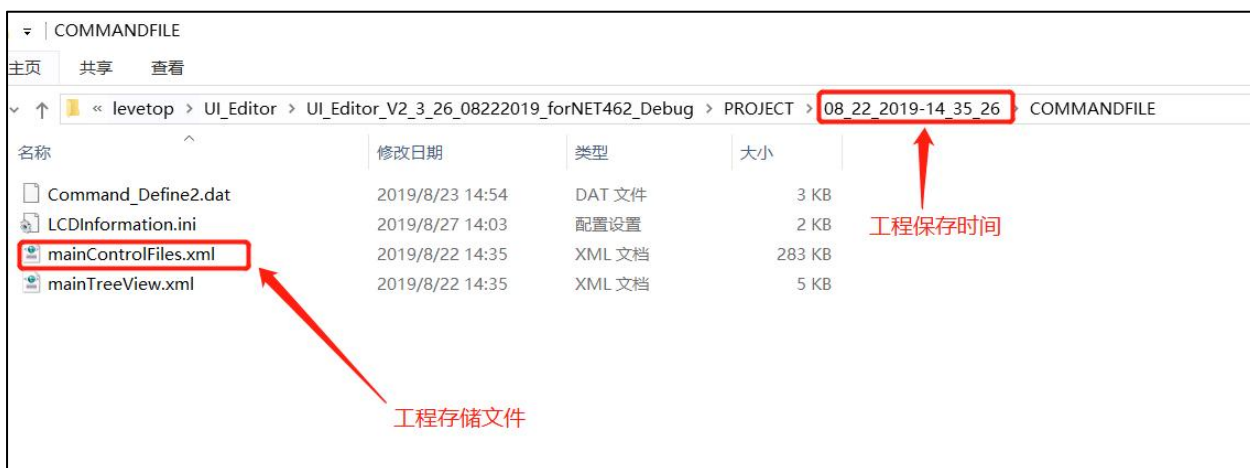 COMMANDFILE
主页 共享 查看
« levetop > UI_Editor > UI_Editor_V2_3_26_08222019_forNET462_Debug > PROJECT > 08_22_2019-14_35_26 > COMMANDFILE
名称 修改日期 类型 大小
Command_Define2.dat 2019/8/23 14:54 DAT 文件 3 KB
LCDInformation.ini 2019/8/27 14:03 配置设置 2 KB
工程保存时间
mainControlFiles.xml 2019/8/22 14:35 XML 文档 283 KB
mainTreeView.xml 2019/8/22 14:35 XML 文档 5 KB
工程存储文件